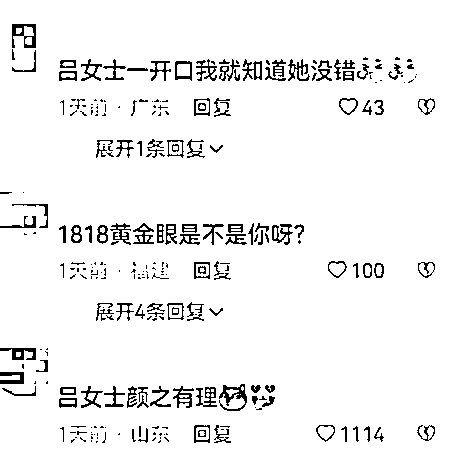 吕女士一开口我就知道她没错
1天前·广东 回复 43
展开1条回复
1818黄金眼是不是你呀?
1天前·福建 回复 100
展开4条回复
吕女士颜之有理
1天前·山东 回复 1114